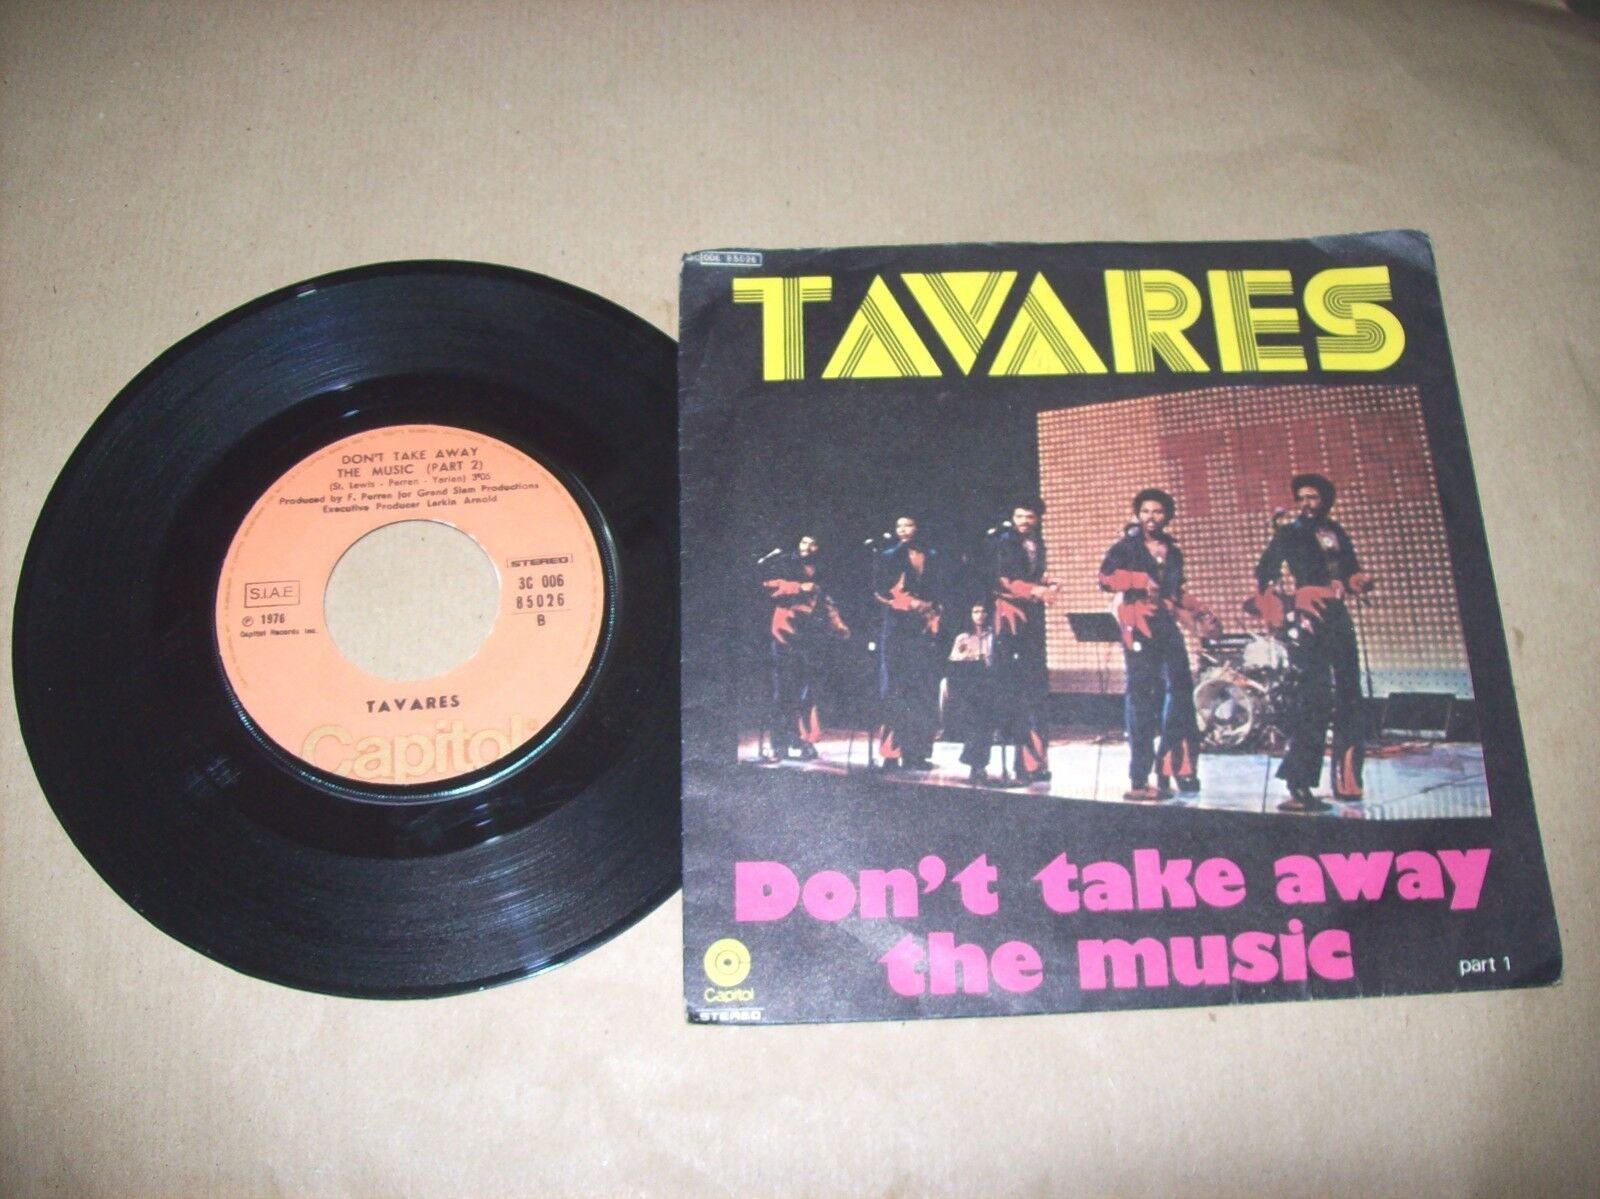 DON'T TAKE AWAY
THE MUSIC (PART 2)
(St. Lewis - Perren - Yarian) 3'05
Produced by F. Perren for Grand Slam Productions
Executive Producer Larkin Arnold
STEREO
3C 006
85026
B
S.I.A.E.
℗ 1976
Capitol Records Inc.
TAVARES
Capitol
85026
TAVARES
Don't take away
the music
part 1
Capitol
STEREO